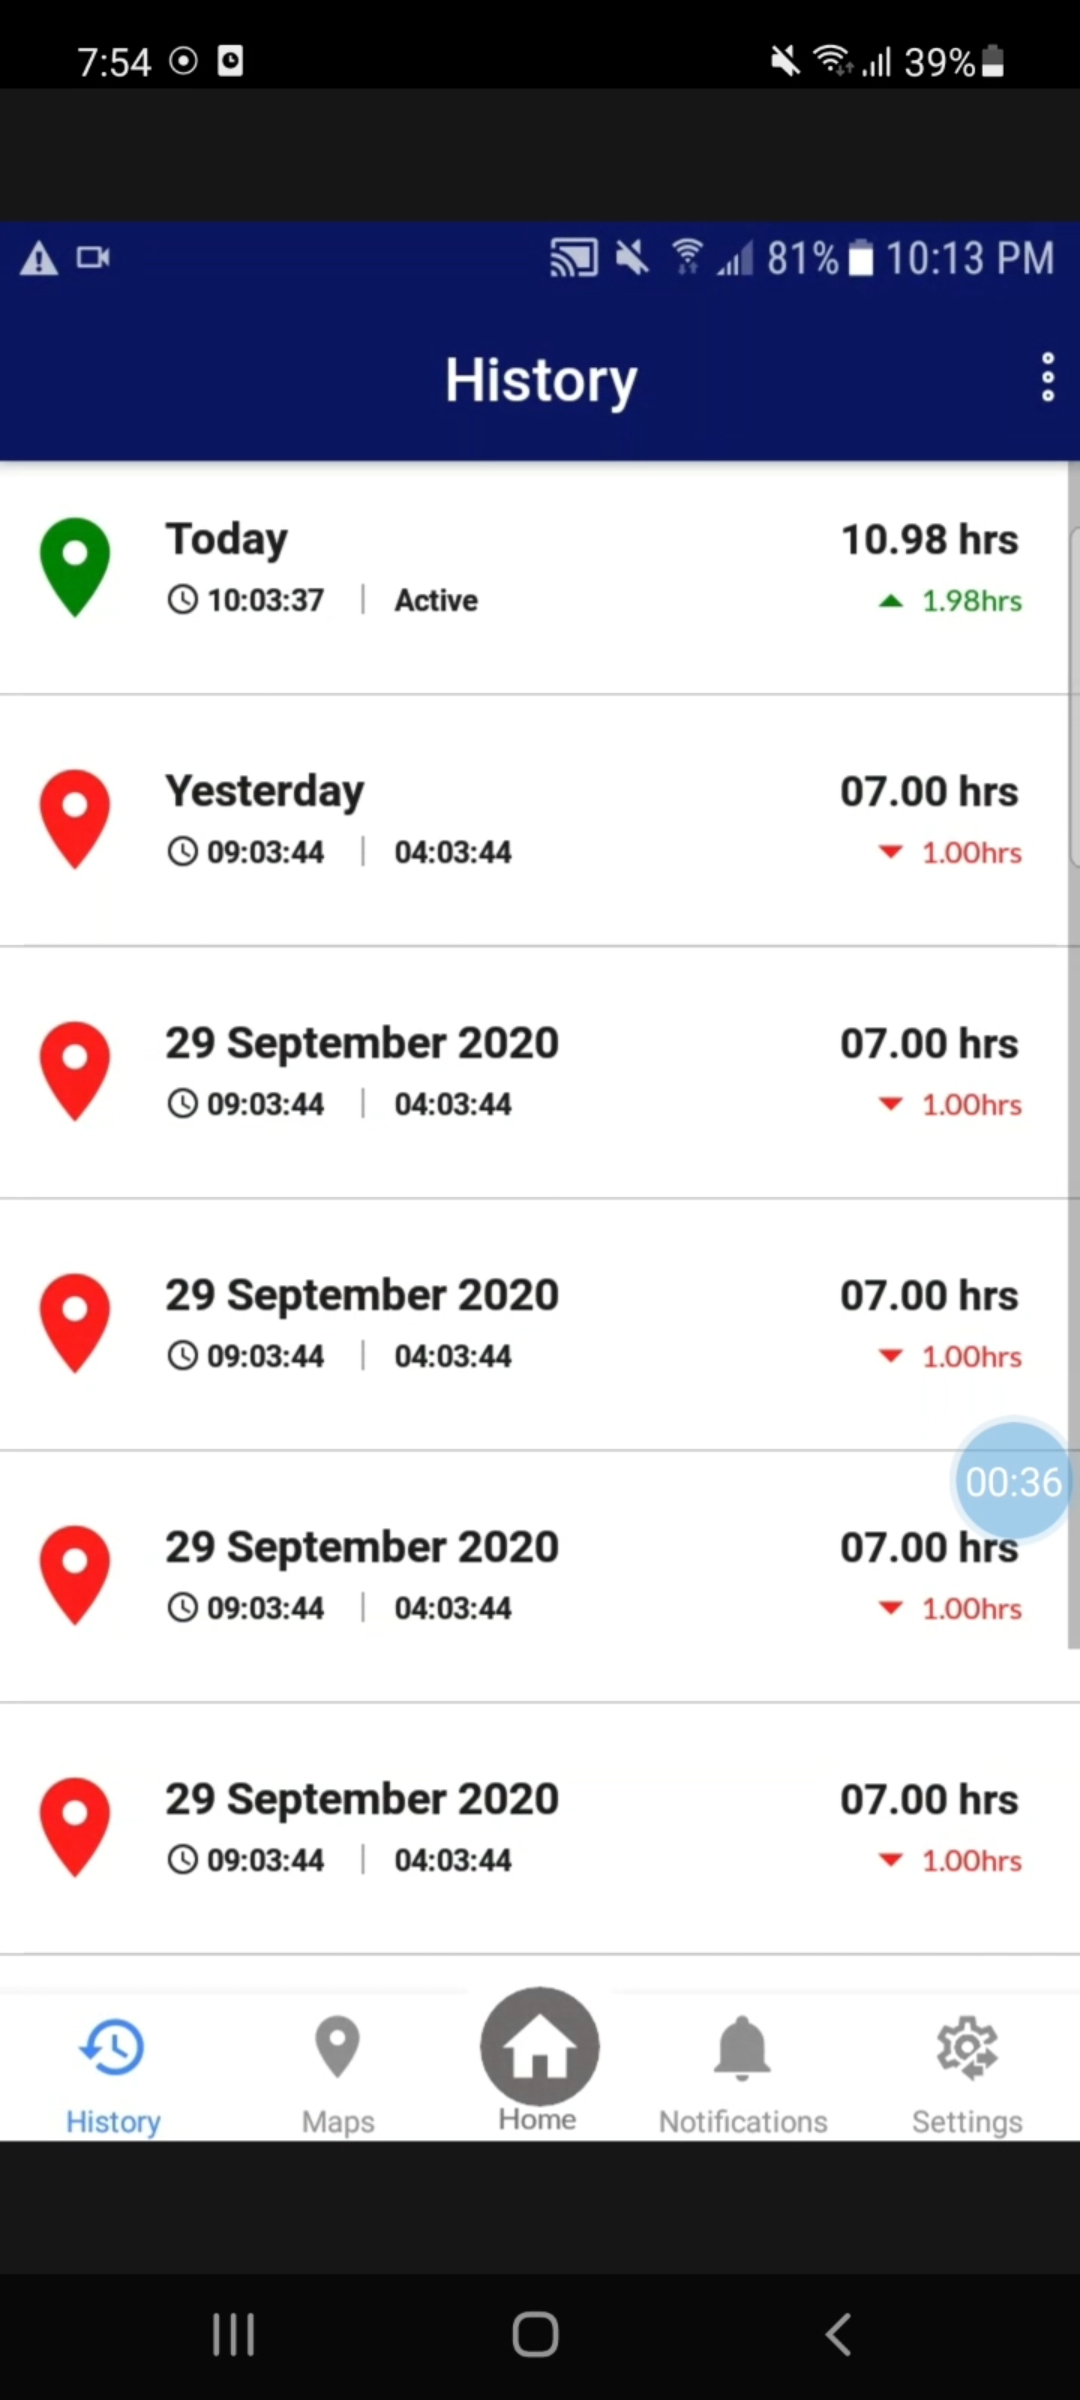 7:54 39%
81% 10:13 PM
History
Today 10.98 hrs
10:03:37 | Active 1.98hrs
Yesterday 07.00 hrs
09:03:44 | 04:03:44 1.00hrs
29 September 2020 07.00 hrs
09:03:44 | 04:03:44 1.00hrs
29 September 2020 07.00 hrs
09:03:44 | 04:03:44 1.00hrs
00:36
29 September 2020 07.00 hrs
09:03:44 | 04:03:44 1.00hrs
29 September 2020 07.00 hrs
09:03:44 | 04:03:44 1.00hrs
History Maps Home Notifications Settings